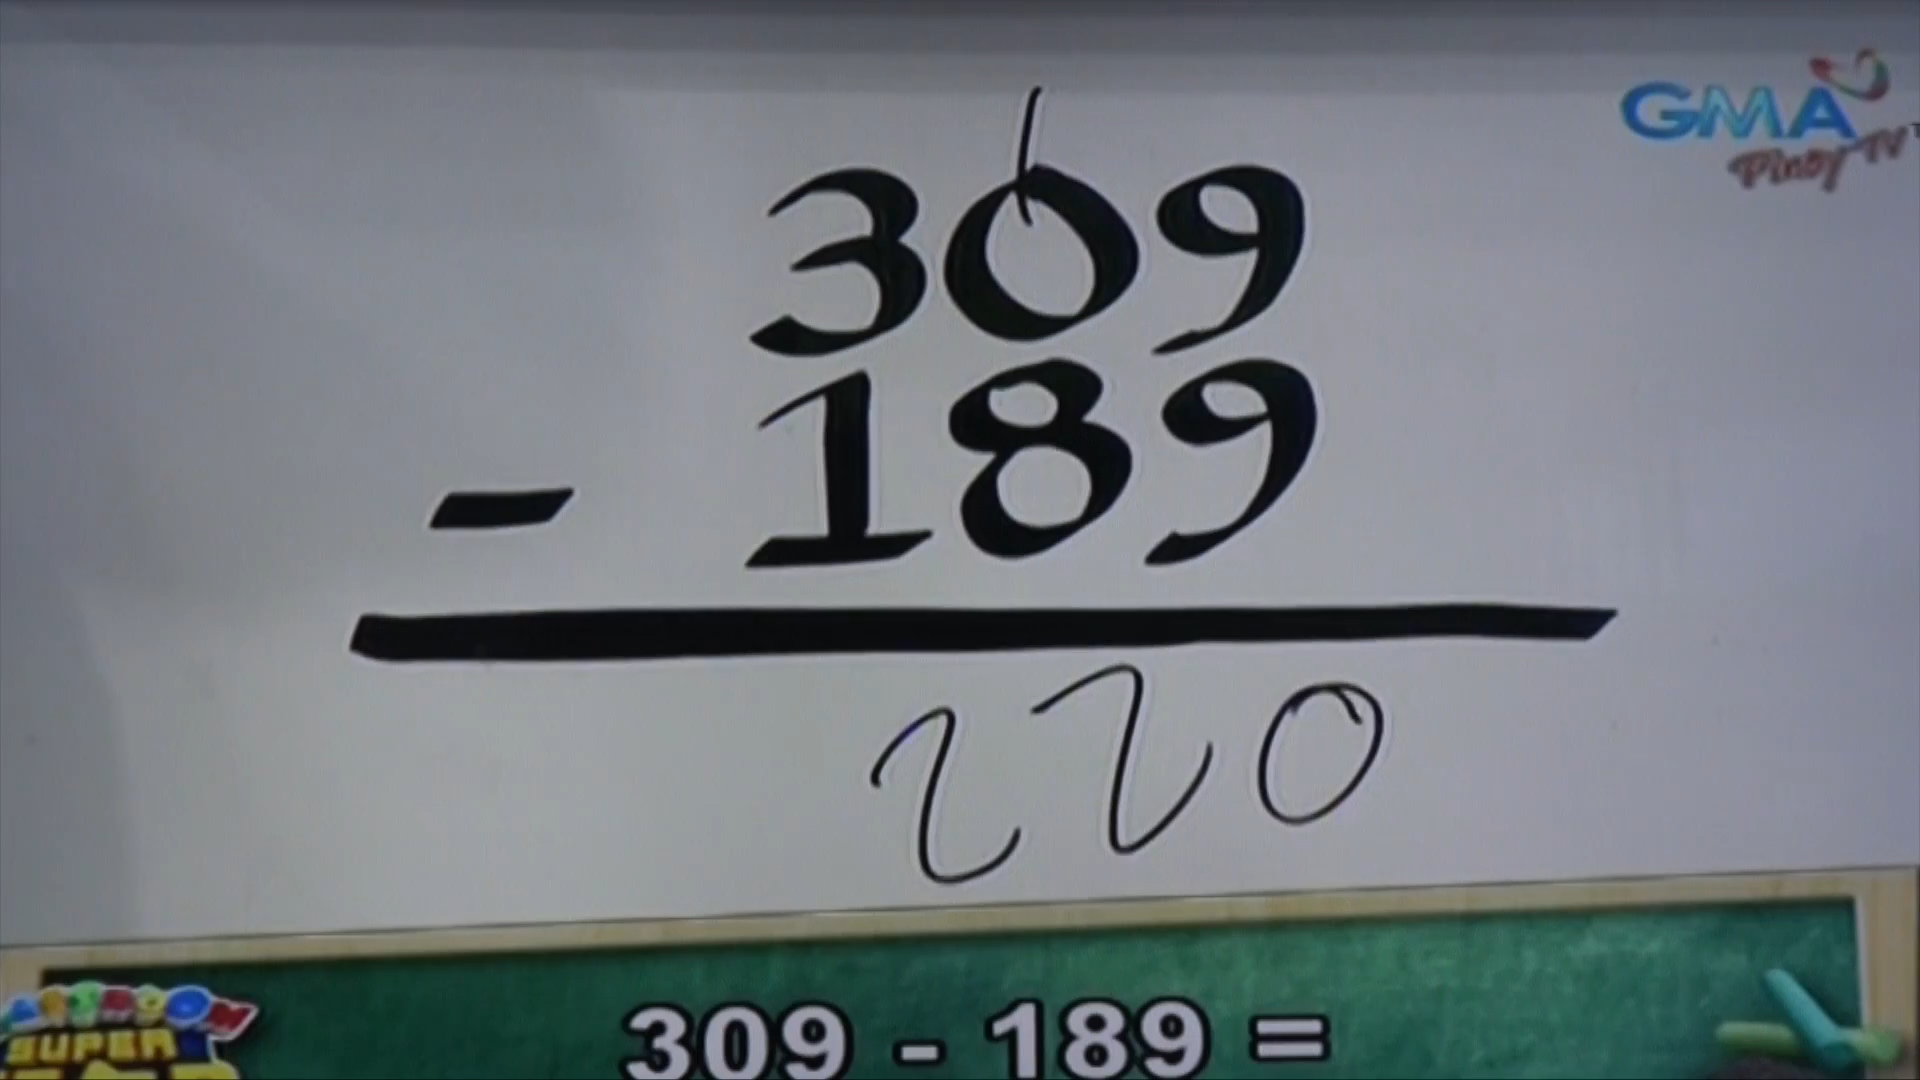 GMA
Pinoy TV
309
- 189
220
SUPER
309 - 189 =